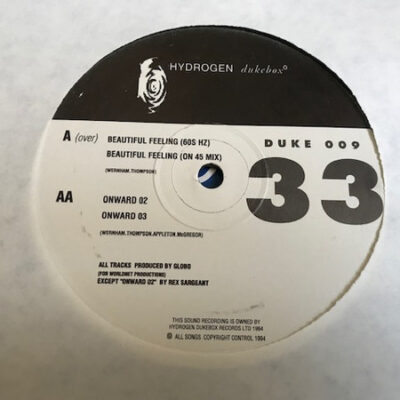 HYDROGEN dukebox
A (over) BEAUTIFUL FEELING (60S HZ)
BEAUTIFUL FEELING (ON 45 MIX)
(WERNHAM.THOMPSON)
DUKE 009
33
AA ONWARD 02
ONWARD 03
(WERNHAM.THOMPSON.APPLETON.McGREGOR)
ALL TRACKS PRODUCED BY GLOBO
(FOR WORLDNET PRODUCTIONS)
EXCEPT "ONWARD 02" BY REX SARGEANT
THIS SOUND RECORDING IS OWNED BY
HYDROGEN DUKEBOX RECORDS LTD 1994
Ⓟ ALL SONGS COPYRIGHT CONTROL 1994